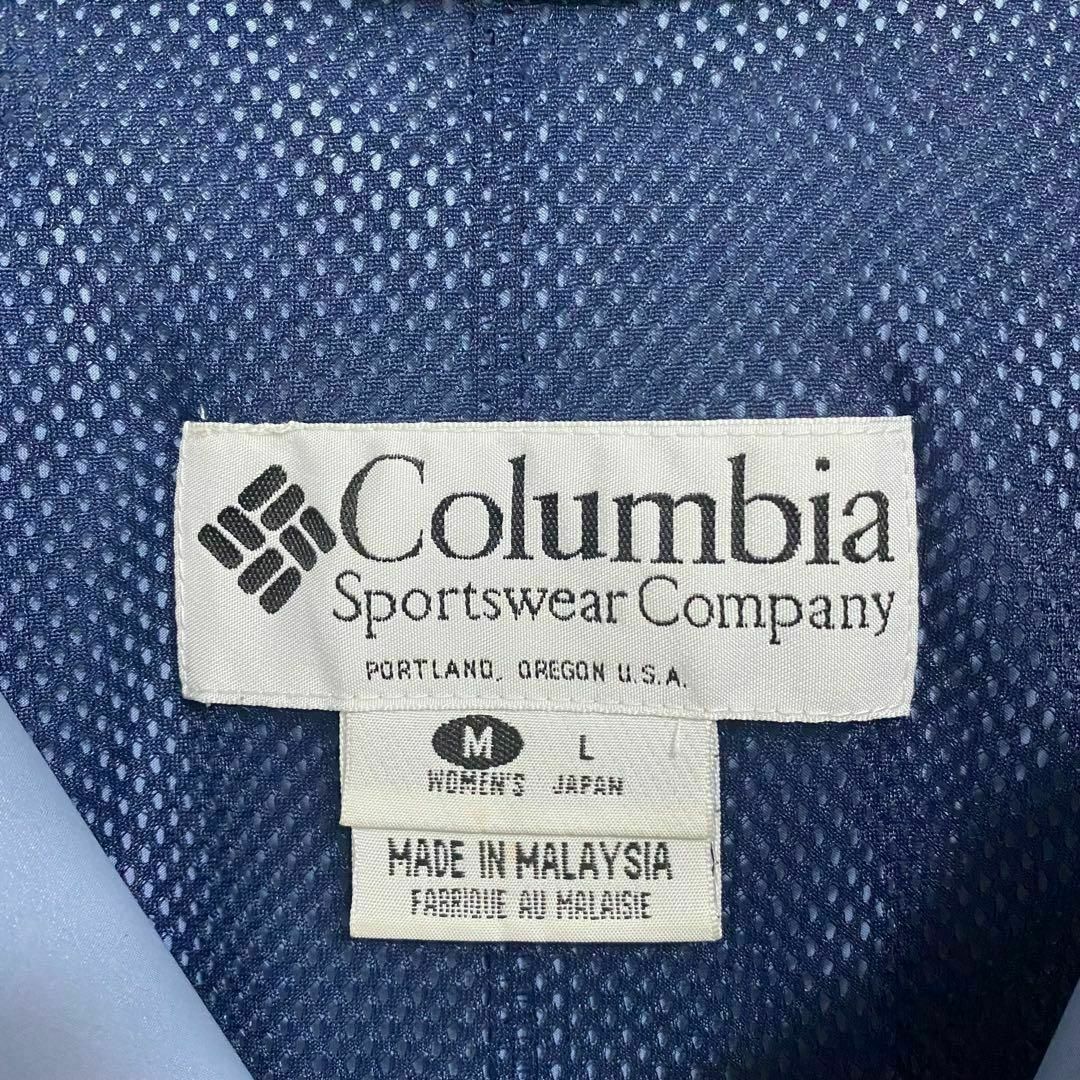 Columbia
Sportswear Company
PORTLAND, OREGON U.S.A.
M L
WOMEN'S JAPAN
MADE IN MALAYSIA
FABRIQUE AU MALAISIE